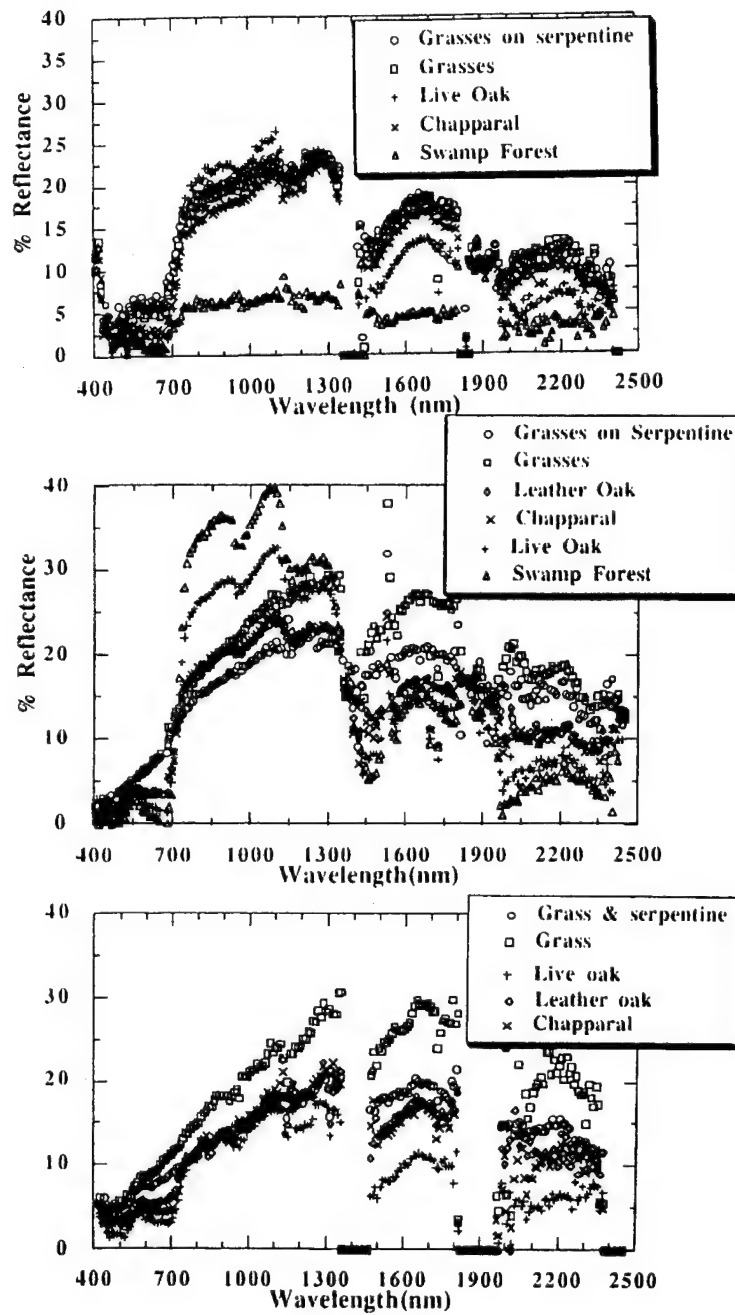 40
35
30
25
20
15
10
5
0
% Reflectance
Grasses on serpentine
Grasses
Live Oak
Chapparal
Swamp Forest
400 700 1000 1300 1600 1900 2200 2500
Wavelength (nm)
40
30
20
10
0
% Reflectance
Grasses on Serpentine
Grasses
Leather Oak
Chapparal
Live Oak
Swamp Forest
400 700 1000 1300 1600 1900 2200 2500
Wavelength(nm)
40
30
20
10
0
Grass & serpentine
Grass
Live oak
Leather oak
Chapparal
400 700 1000 1300 1600 1900 2200 2500
Wavelength(nm)